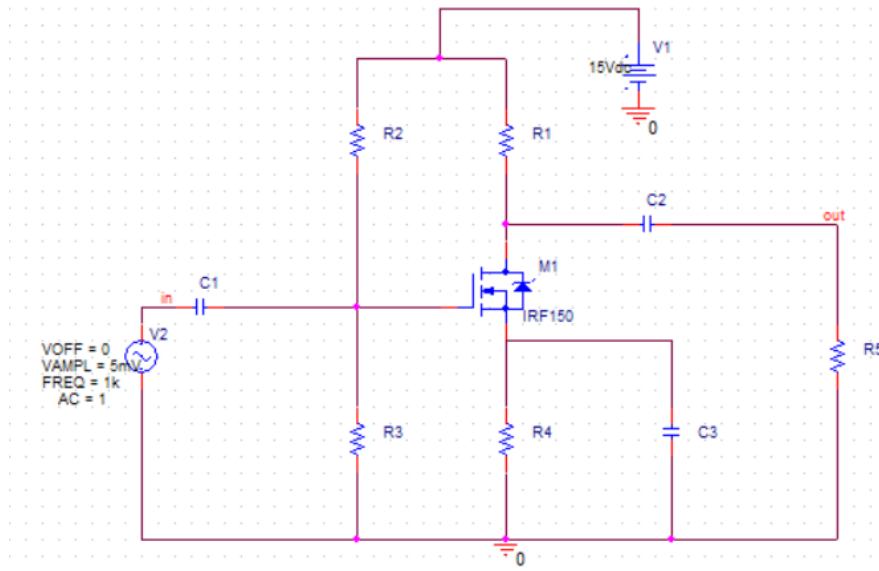 V1
15Vdc
0
R2
R1
C2
out
M1
C1
in
IRF150
V2
VOFF = 0
VAMPL = 5mV
FREQ = 1k
AC = 1
R5
R3
R4
C3
0